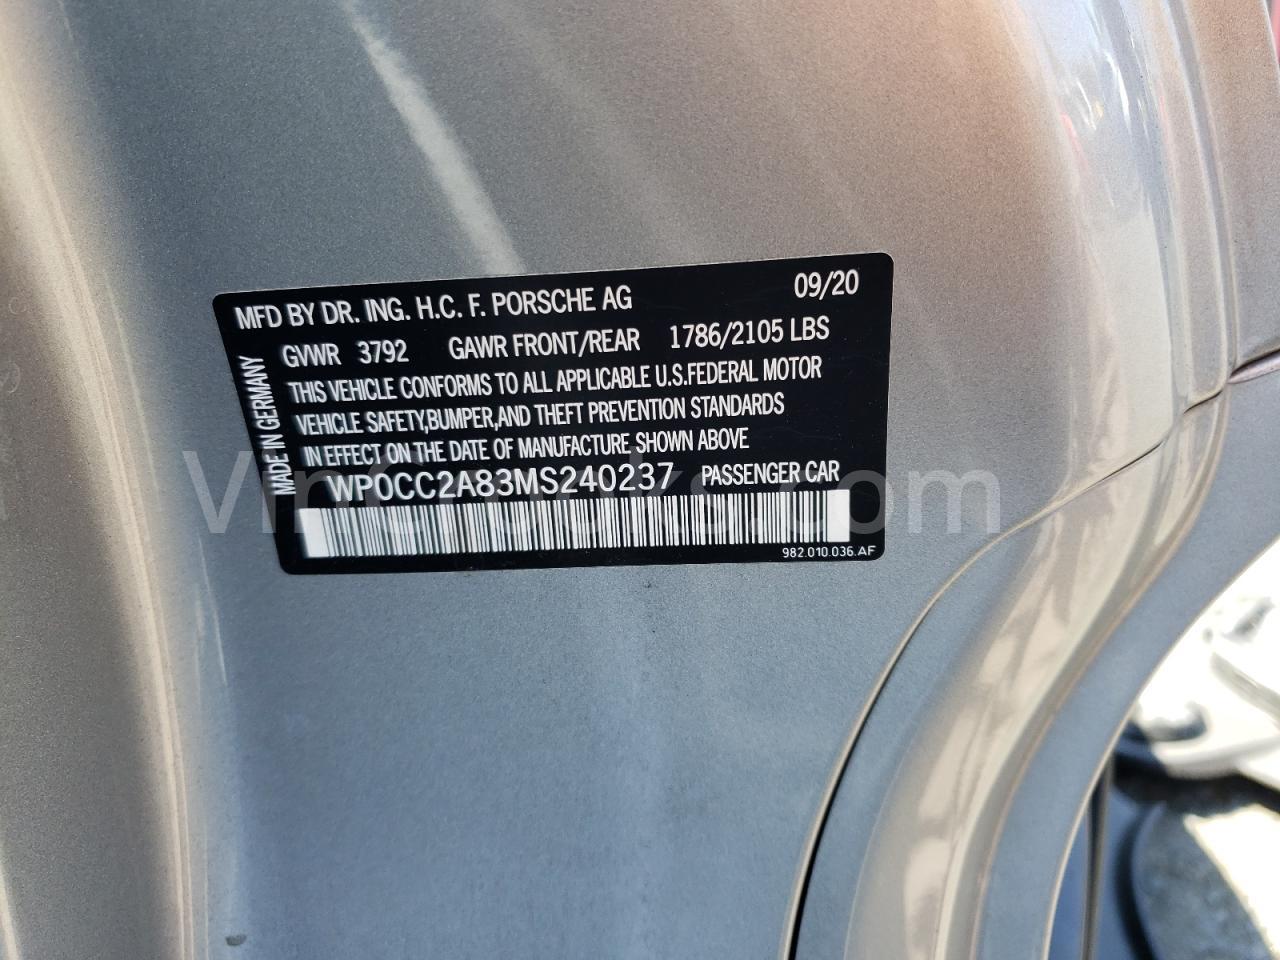 MFD BY DR. ING. H.C. F. PORSCHE AG 09/20
GVWR 3792 GAWR FRONT/REAR 1786/2105 LBS
THIS VEHICLE CONFORMS TO ALL APPLICABLE U.S.FEDERAL MOTOR
VEHICLE SAFETY,BUMPER,AND THEFT PREVENTION STANDARDS
IN EFFECT ON THE DATE OF MANUFACTURE SHOWN ABOVE
WP0CC2A83MS240237 PASSENGER CAR
982.010.036.AF
MADE IN GERMANY